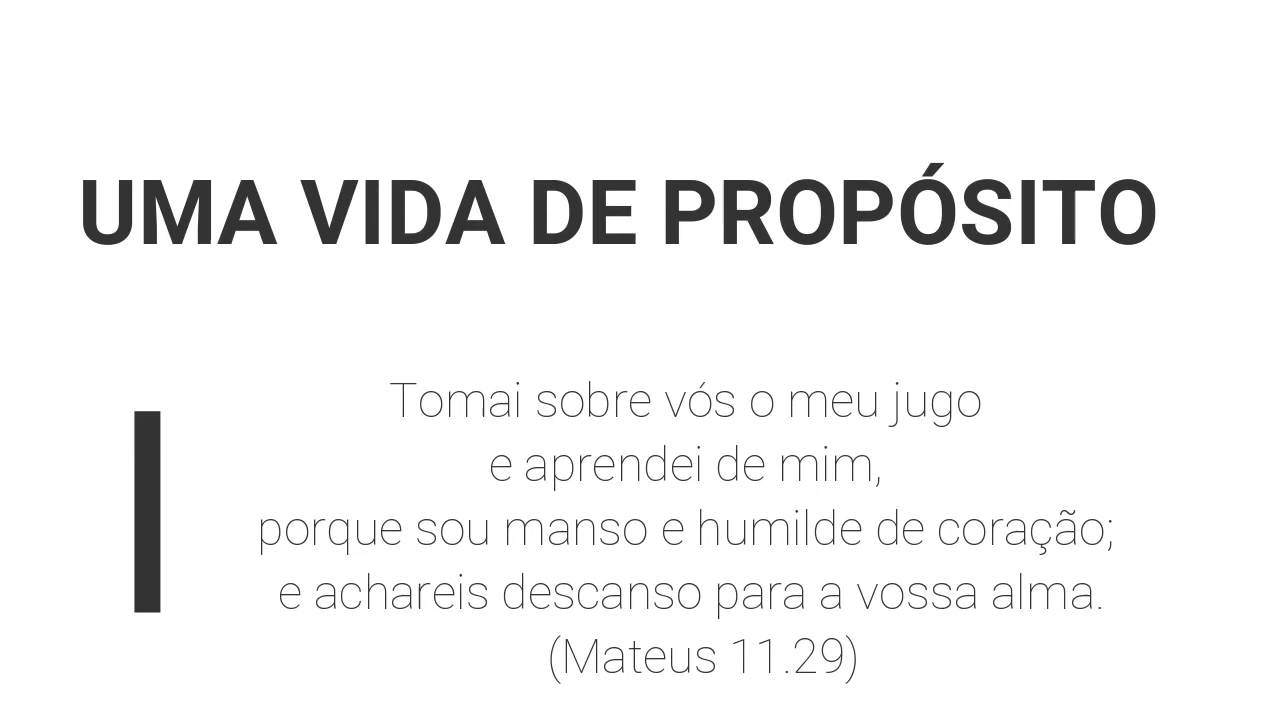 UMA VIDA DE PROPÓSITO
Tomai sobre vós o meu jugo
e aprendei de mim,
porque sou manso e humilde de coração;
e achareis descanso para a vossa alma.
(Mateus 11.29)